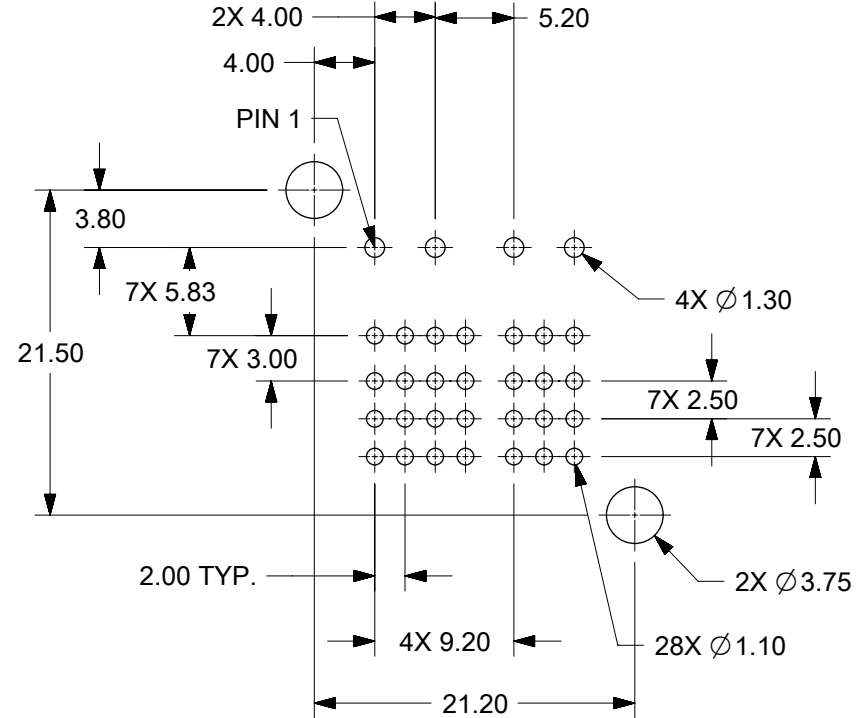 2X 4.00
5.20
4.00
PIN 1
3.80
7X 5.83
4X ∅1.30
21.50
7X 3.00
7X 2.50
7X 2.50
2.00 TYP.
2X ∅3.75
4X 9.20
28X ∅1.10
21.20